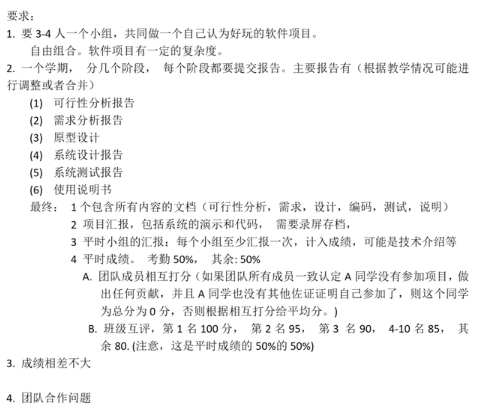 要求：
1. 要 3-4 人一个小组，共同做一个自己认为好玩的软件项目。
自由组合。软件项目有一定的复杂度。
2. 一个学期， 分几个阶段， 每个阶段都要提交报告。主要报告有（根据教学情况可能进
行调整或者合并）
(1) 可行性分析报告
(2) 需求分析报告
(3) 原型设计
(4) 系统设计报告
(5) 系统测试报告
(6) 使用说明书
最终： 1 个包含所有内容的文档（可行性分析，需求，设计，编码，测试，说明）
2 项目汇报，包括系统的演示和代码， 需要录屏存档，
3 平时小组的汇报：每个小组至少汇报一次，计入成绩，可能是技术介绍等
4 平时成绩。 考勤 50%， 其余: 50%
A. 团队成员相互打分（如果团队所有成员一致认定 A 同学没有参加项目，做
出任何贡献，并且 A 同学也没有其他佐证证明自己参加了，则这个同学
为总分为 0 分，否则根据相互打分给平均分。)
B. 班级互评，第 1 名 100 分， 第 2 名 95， 第 3 名 90， 4-10 名 85， 其
余 80. (注意，这是平时成绩的 50%的 50%)
3. 成绩相差不大
4. 团队合作问题